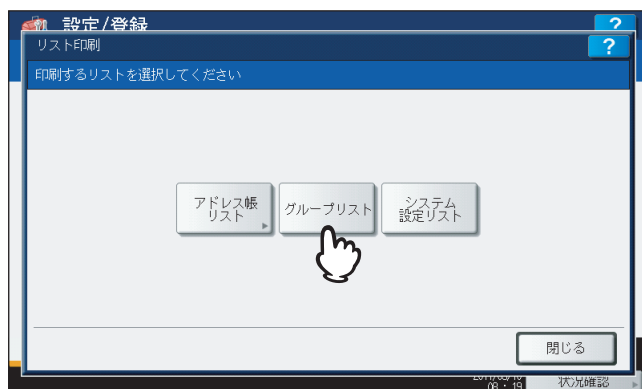 設定/登録
?
リスト印刷
?
印刷するリストを選択してください
アドレス帳
リスト
グループリスト
システム
設定リスト
閉じる
08:19
状況確認